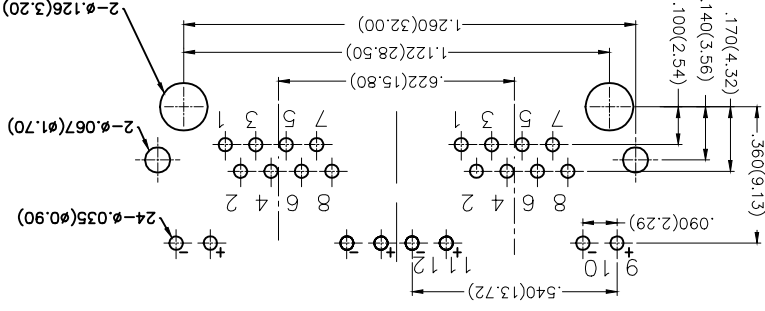 2-ø.126(3.20)
1.260(32.00)
1.122(28.50)
.622(15.80)
.100(2.54)
.140(3.56)
.170(4.32)
2-ø.067(ø1.70)
1 3 5 7
1 3 5 7
.360(9.13)
2 4 6 8
2 4 6 8
24-ø.035(ø0.90)
.090(2.29)
- + - + - + - +
12 11 10 9
.540(13.72)